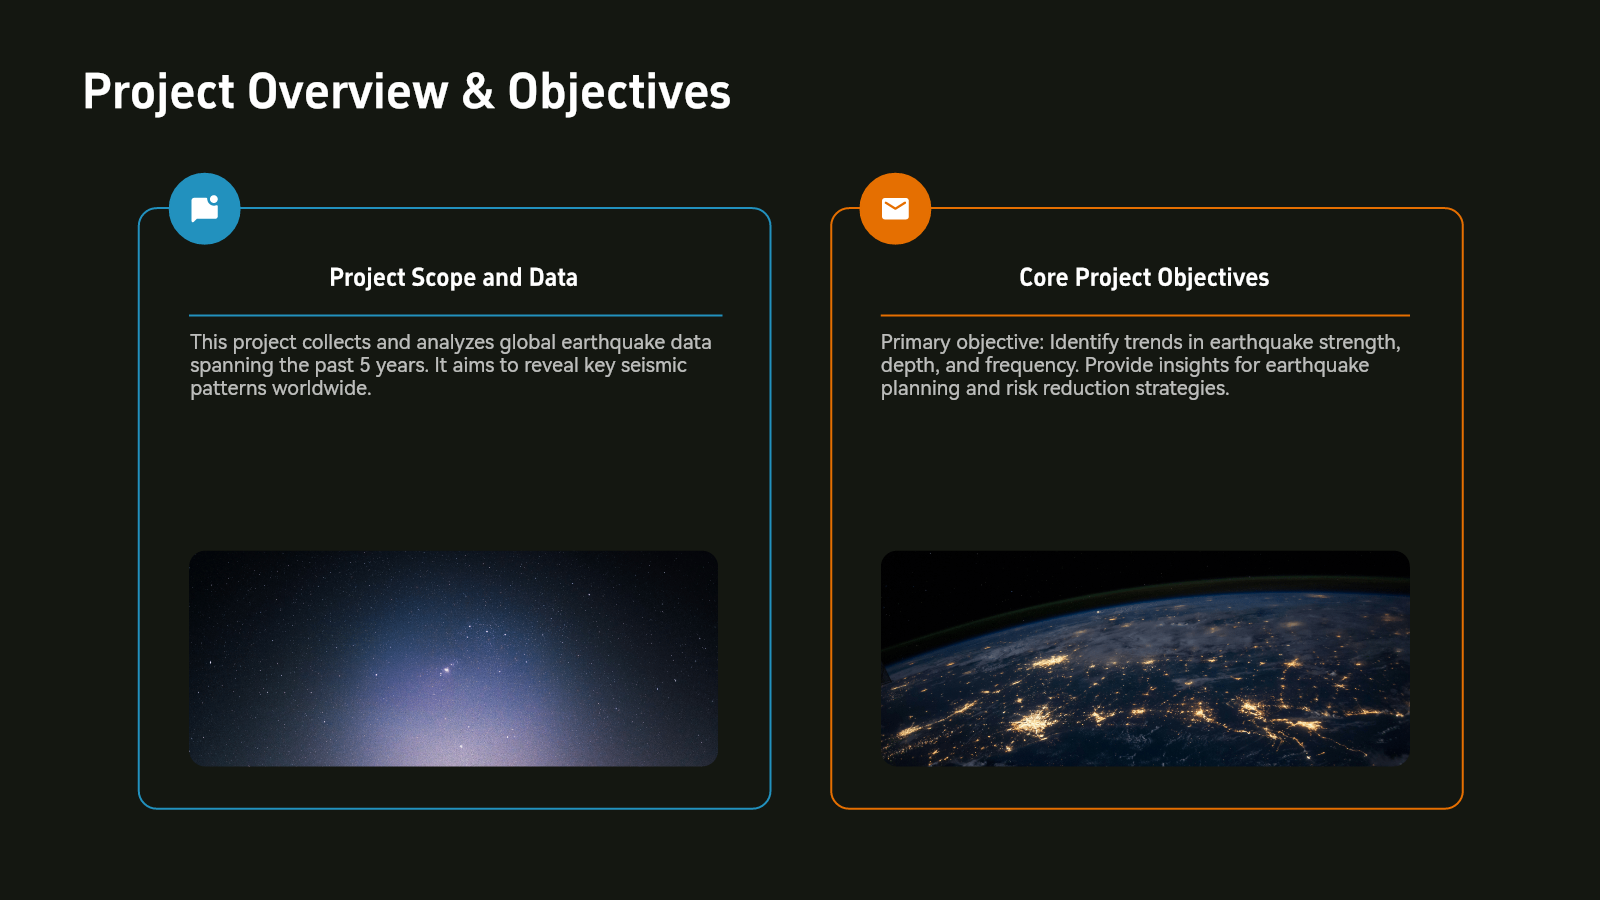 Project Overview & Objectives
Project Scope and Data
This project collects and analyzes global earthquake data
spanning the past 5 years. It aims to reveal key seismic
patterns worldwide.
Core Project Objectives
Primary objective: Identify trends in earthquake strength,
depth, and frequency. Provide insights for earthquake
planning and risk reduction strategies.